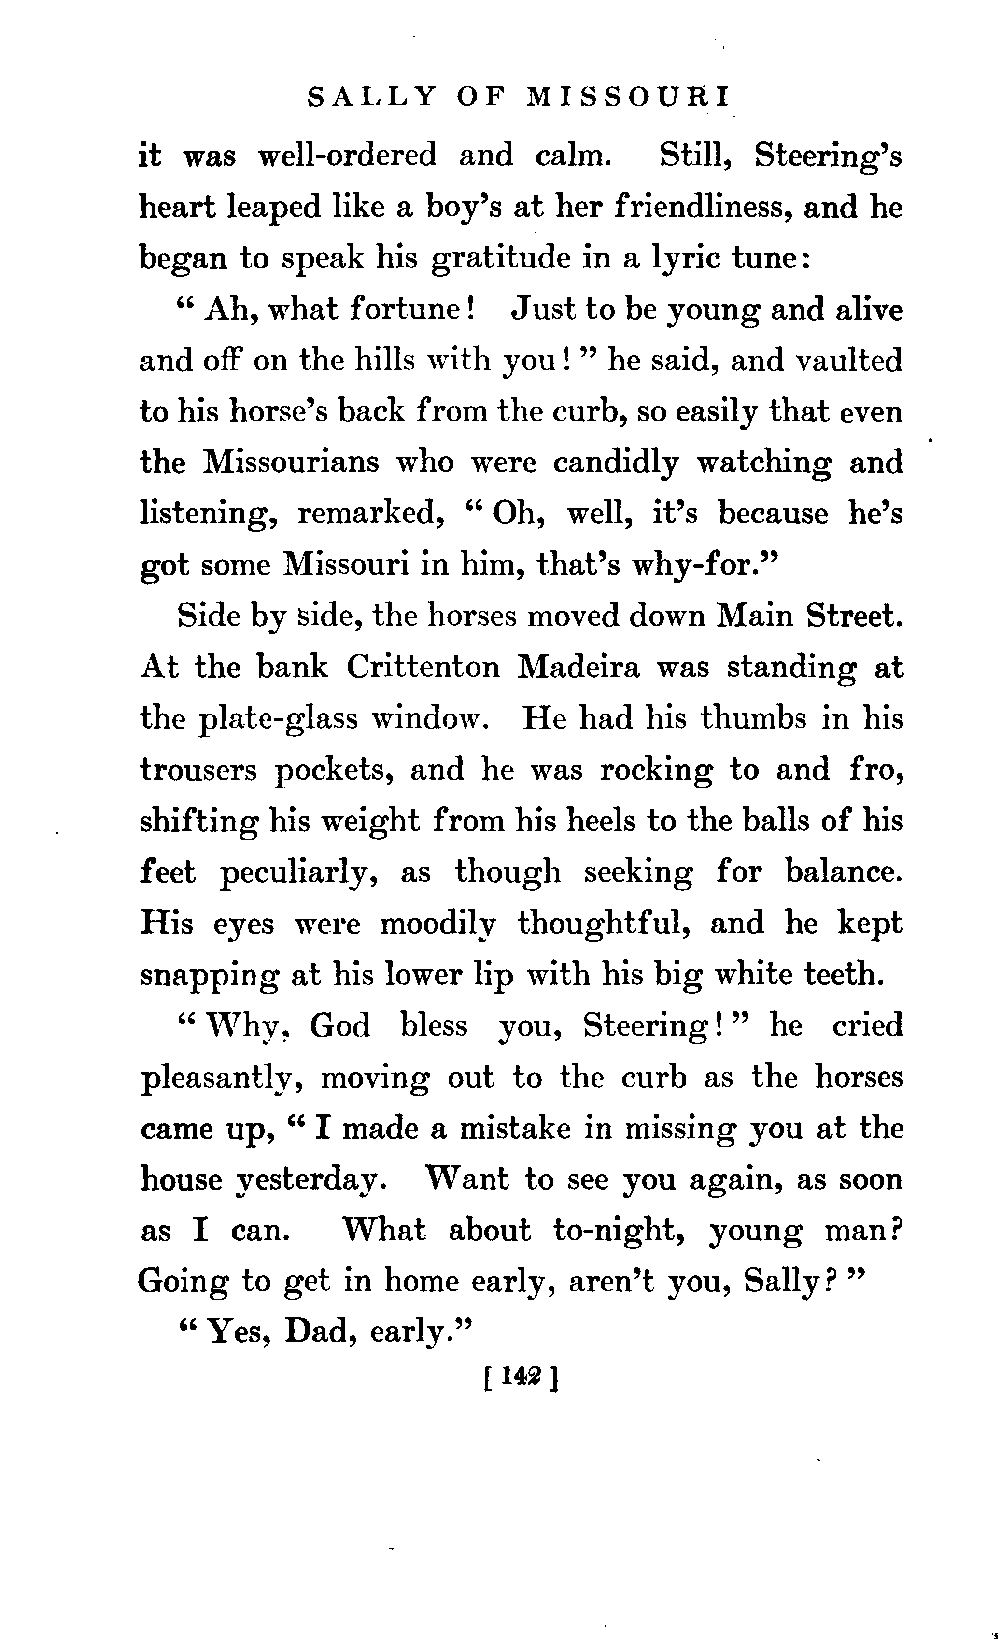 SALLY OF MISSOURI
it was well-ordered and calm. Still, Steering's
heart leaped like a boy's at her friendliness, and he
began to speak his gratitude in a lyric tune:
" Ah, what fortune! Just to be young and alive
and off on the hills with you! " he said, and vaulted
to his horse's back from the curb, so easily that even
the Missourians who were candidly watching and
listening, remarked, " Oh, well, it's because he's
got some Missouri in him, that's why-for."
Side by side, the horses moved down Main Street.
At the bank Crittenton Madeira was standing at
the plate-glass window. He had his thumbs in his
trousers pockets, and he was rocking to and fro,
shifting his weight from his heels to the balls of his
feet peculiarly, as though seeking for balance.
His eyes were moodily thoughtful, and he kept
snapping at his lower lip with his big white teeth.
" Why, God bless you, Steering! " he cried
pleasantly, moving out to the curb as the horses
came up, " I made a mistake in missing you at the
house yesterday. Want to see you again, as soon
as I can. What about to-night, young man?
Going to get in home early, aren't you, Sally? "
" Yes, Dad, early."
[ 142 ]